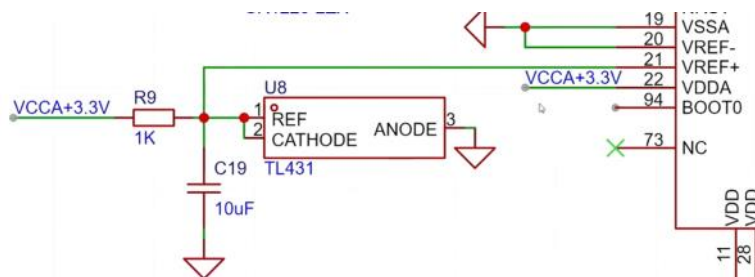 19
VSSA
20
VREF-
21
VREF+
22
VDDA
VCCA+3.3V
94
BOOT0
73
NC
VDD
VDD
11
28
VCCA+3.3V
R9
1K
U8
1
REF
2
CATHODE
ANODE
3
TL431
C19
10uF